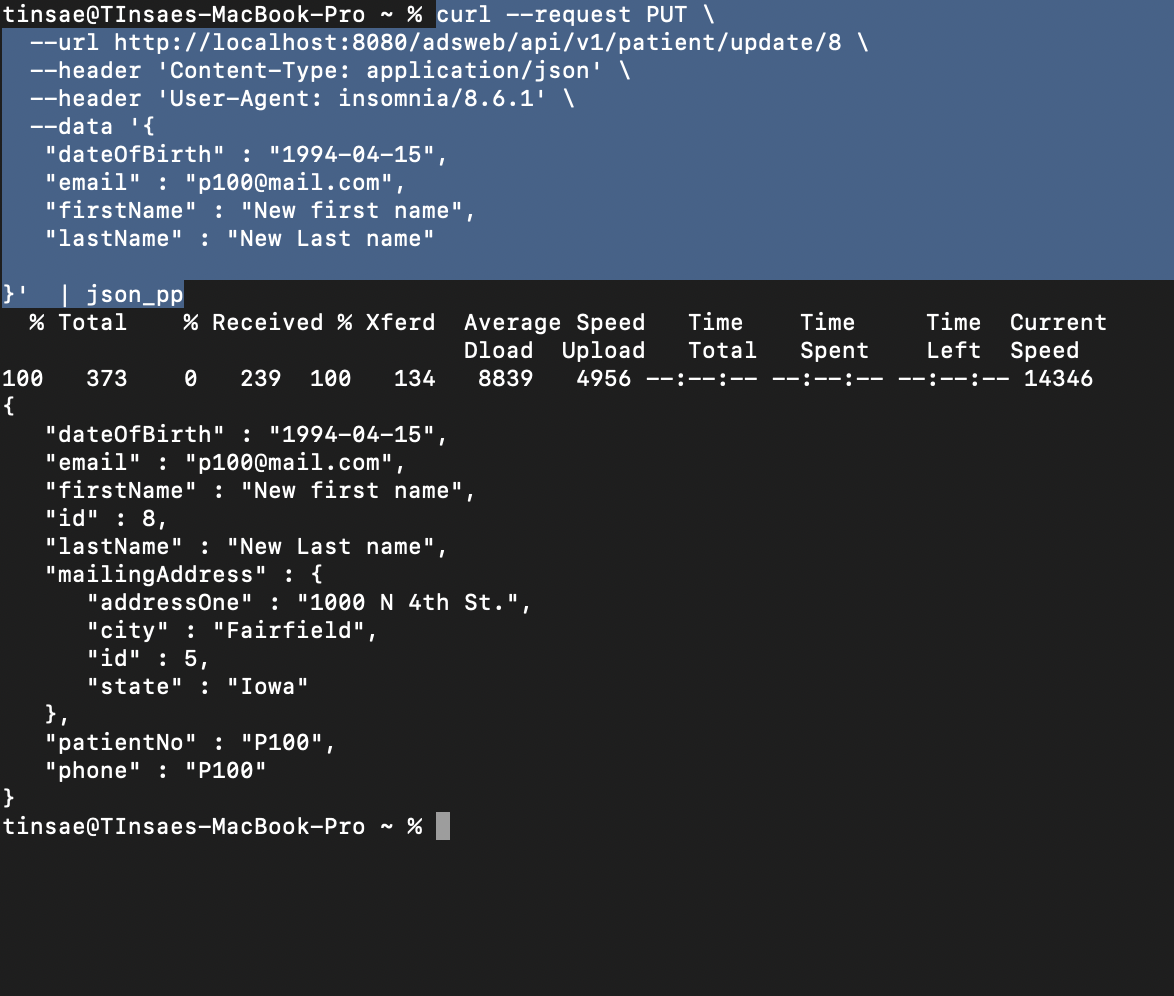 tinsae@TInsaes-MacBook-Pro ~ % curl --request PUT \
  --url http://localhost:8080/adsweb/api/v1/patient/update/8 \
  --header 'Content-Type: application/json' \
  --header 'User-Agent: insomnia/8.6.1' \
  --data '{
   "dateOfBirth" : "1994-04-15",
   "email" : "p100@mail.com",
   "firstName" : "New first name",
   "lastName" : "New Last name"
}'  | json_pp
  % Total    % Received % Xferd  Average Speed   Time    Time     Time  Current
                                 Dload  Upload   Total   Spent    Left  Speed
100   373    0   239  100   134   8839   4956 --:--:-- --:--:-- --:--:-- 14346
{
   "dateOfBirth" : "1994-04-15",
   "email" : "p100@mail.com",
   "firstName" : "New first name",
   "id" : 8,
   "lastName" : "New Last name",
   "mailingAddress" : {
      "addressOne" : "1000 N 4th St.",
      "city" : "Fairfield",
      "id" : 5,
      "state" : "Iowa"
   },
   "patientNo" : "P100",
   "phone" : "P100"
}
tinsae@TInsaes-MacBook-Pro ~ %